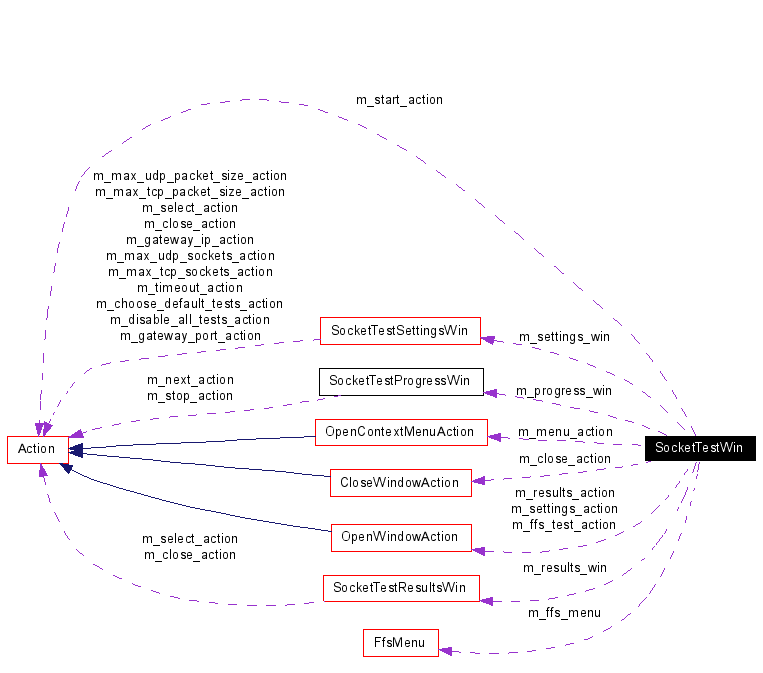 m_start_action
m_max_udp_packet_size_action
m_max_tcp_packet_size_action
m_select_action
m_close_action
m_gateway_ip_action
m_max_udp_sockets_action
m_max_tcp_sockets_action
m_timeout_action
m_choose_default_tests_action
m_disable_all_tests_action
m_gateway_port_action
SocketTestSettingsWin
m_settings_win
m_next_action
m_stop_action
SocketTestProgressWin
m_progress_win
Action
OpenContextMenuAction
m_menu_action
SocketTestWin
m_close_action
CloseWindowAction
m_results_action
m_settings_action
m_ffs_test_action
OpenWindowAction
m_select_action
m_close_action
m_results_win
SocketTestResultsWin
m_ffs_menu
FfsMenu